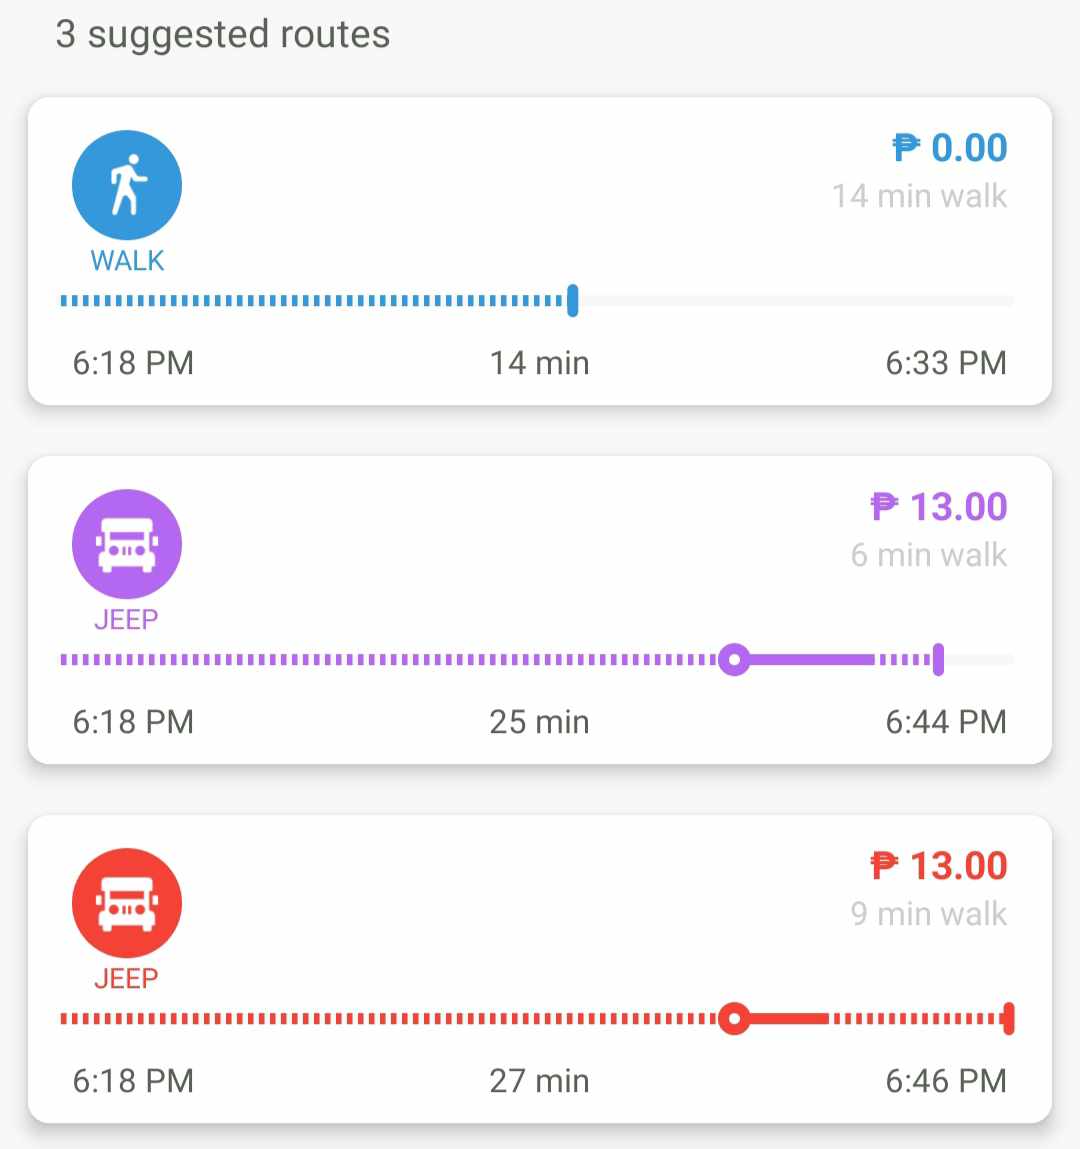 3 suggested routes
₱ 0.00
14 min walk
WALK
6:18 PM 14 min 6:33 PM
₱ 13.00
6 min walk
JEEP
6:18 PM 25 min 6:44 PM
₱ 13.00
9 min walk
JEEP
6:18 PM 27 min 6:46 PM